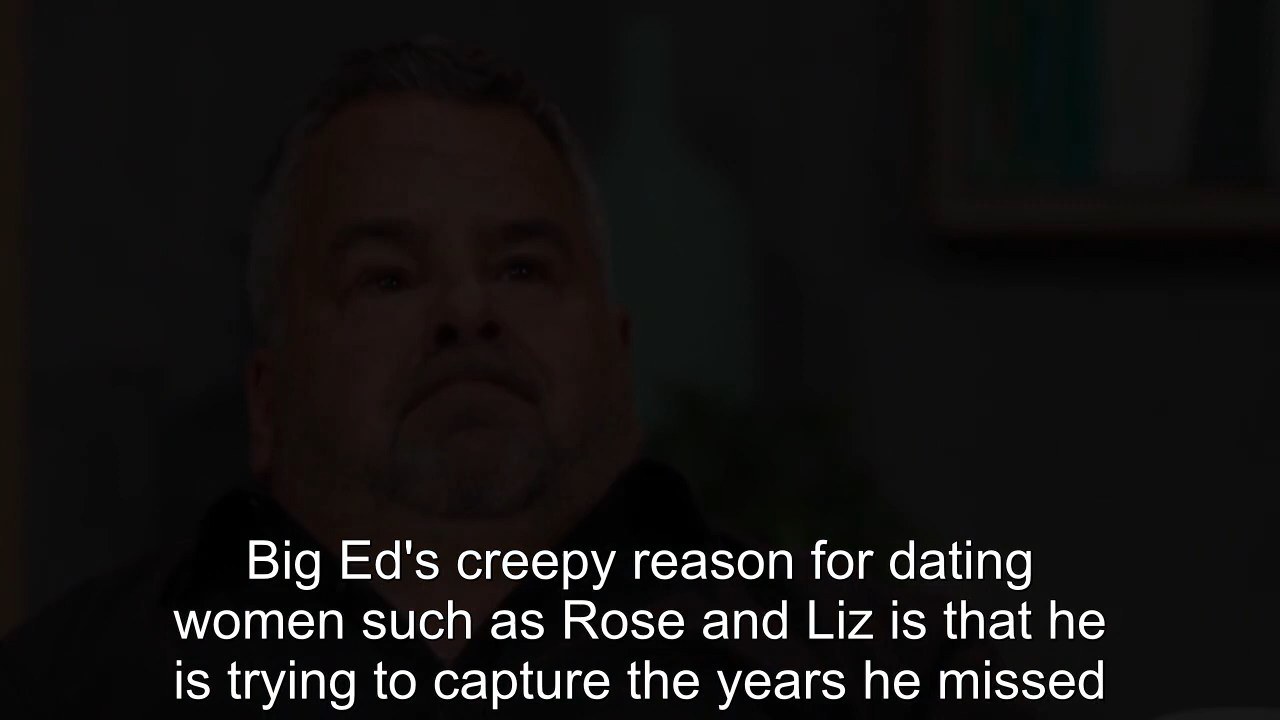 Big Ed's creepy reason for dating
women such as Rose and Liz is that he
is trying to capture the years he missed